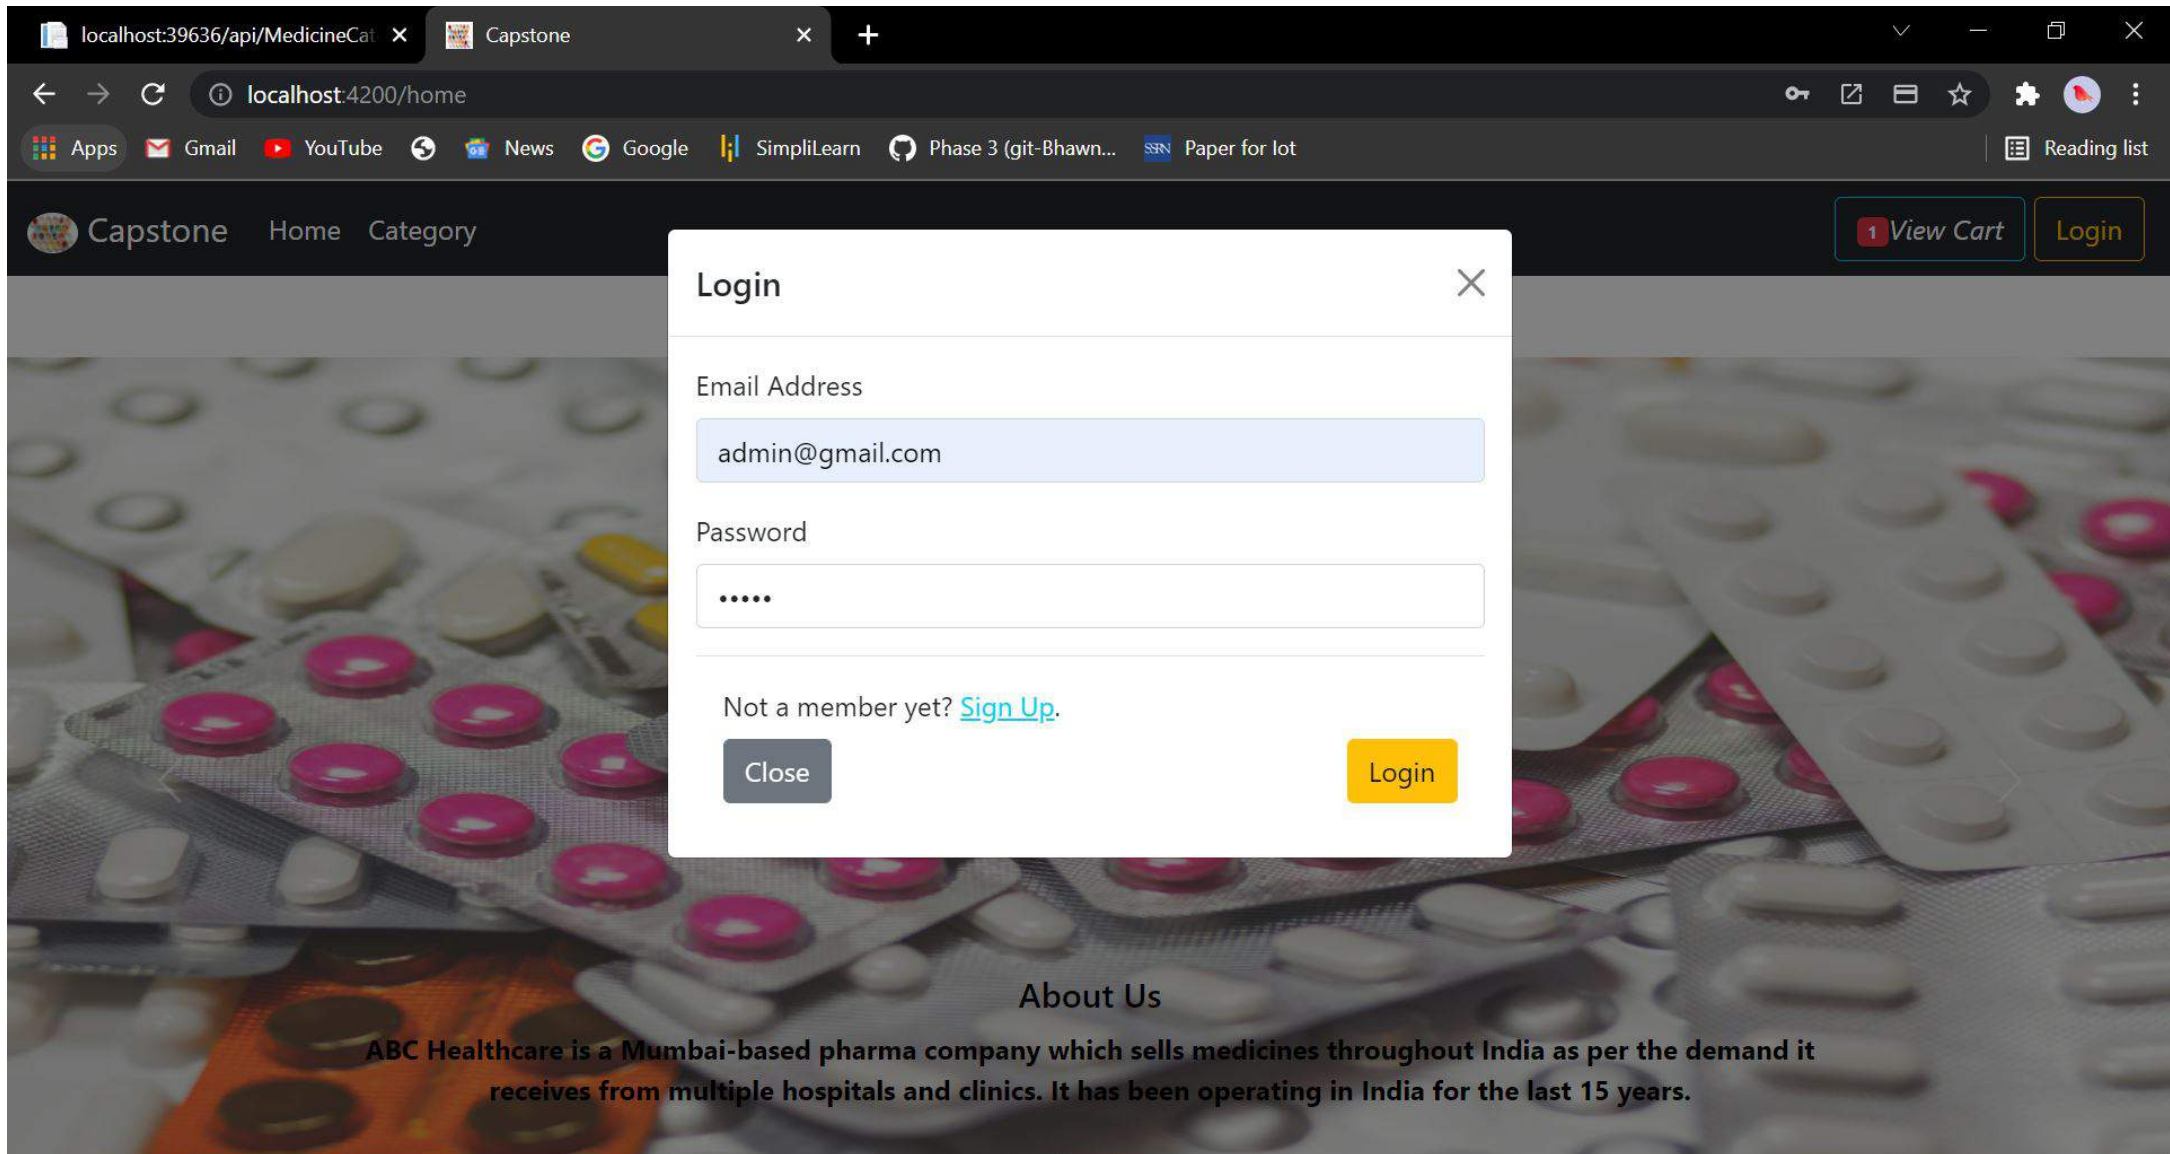 localhost:39636/api/MedicineCat
Capstone
localhost:4200/home
Apps Gmail YouTube News Google SimpliLearn Phase 3 (git-Bhawn... SSRN Paper for Iot Reading list
Capstone Home Category 1 View Cart Login
Login
Email Address
admin@gmail.com
Password
•••••
Not a member yet? Sign Up.
Close Login
About Us
ABC Healthcare is a Mumbai-based pharma company which sells medicines throughout India as per the demand it
receives from multiple hospitals and clinics. It has been operating in India for the last 15 years.